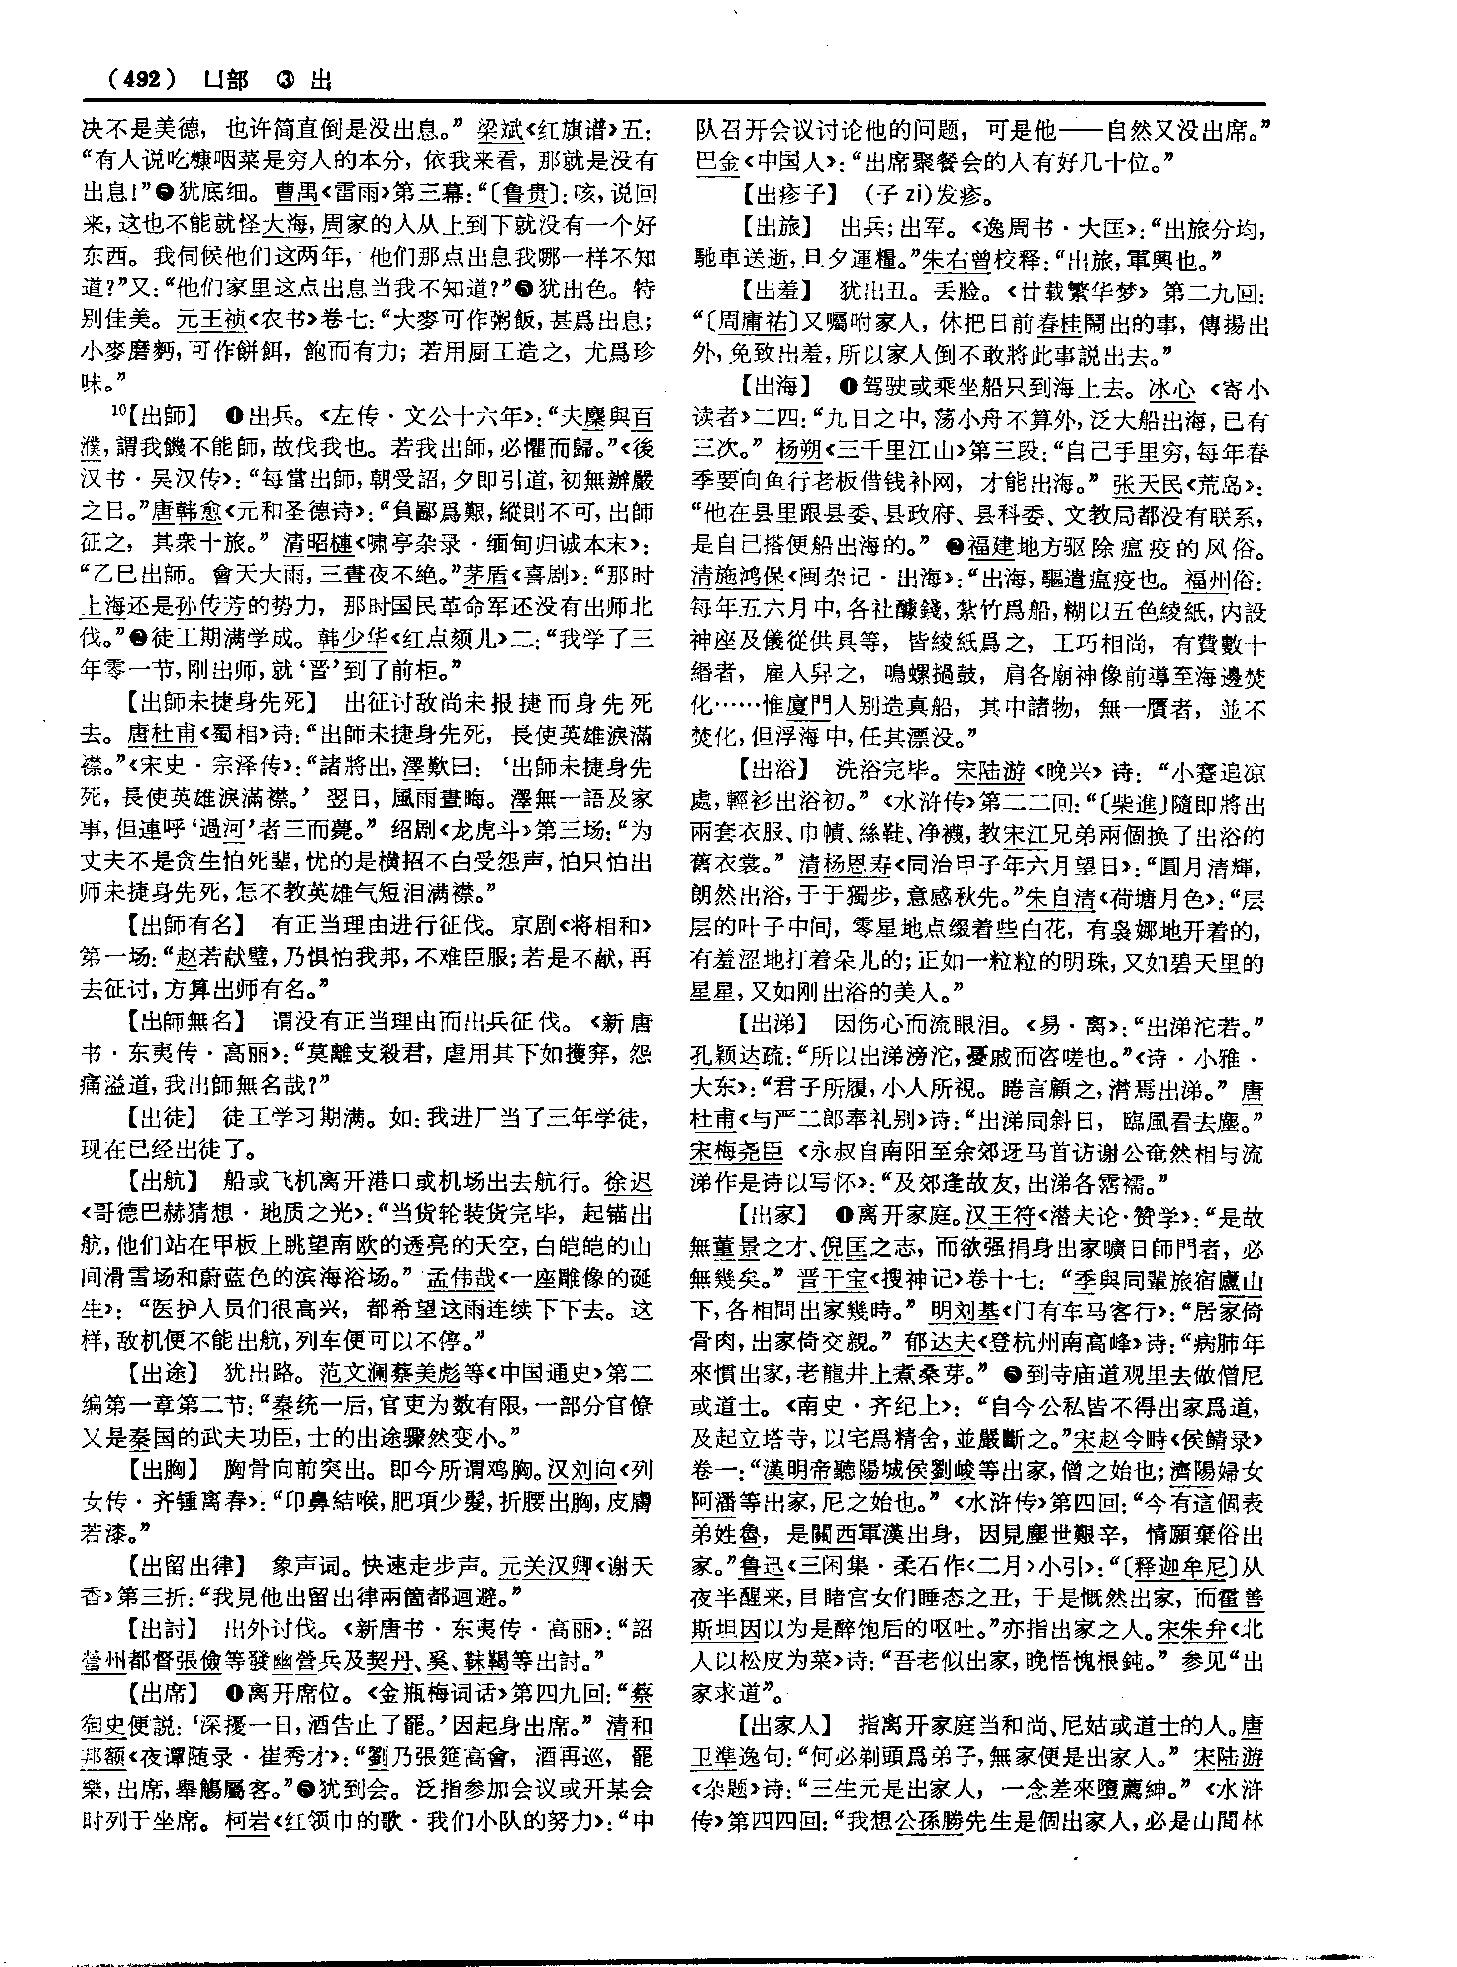 (492) 凵部 ③ 出
决不是美德，也许简直倒是没出息。”梁斌《红旗谱》五：
“有人说吃糠咽菜是穷人的本分，依我来看，那就是没有
出息！”❹犹底细。曹禺《雷雨》第三幕：“〔鲁贵〕：咳，说回
来，这也不能就怪大海，周家的人从上到下就没有一个好
东西。我伺候他们这两年，他们那点出息我哪一样不知
道？”又：“他们家里这点出息当我不知道？”❺犹出色。特
别佳美。元王祯《农书》卷七：“大麥可作粥飯，甚爲出息；
小麥磨麪，可作餅餌，飽而有力；若用厨工造之，尤爲珍
味。”
10【出師】 ❶出兵。《左传·文公十六年》：“夫麇與百
濮，謂我饑不能師，故伐我也。若我出師，必懼而歸。”《後
汉书·吴汉传》：“每當出師，朝受詔，夕即引道，初無辦嚴
之日。”唐韩愈《元和圣德诗》：“負鄙爲艱，縱則不可，出師
征之，其衆十旅。”清昭梿《啸亭杂录·缅甸归诚本末》：
“乙巳出師。會天大雨，三晝夜不絶。”茅盾《喜剧》：“那时
上海还是孙传芳的势力，那时国民革命军还没有出师北
伐。”❷徒工期满学成。韩少华《红点颏儿》二：“我学了三
年零一节，刚出师，就‘晋’到了前柜。”
【出師未捷身先死】 出征讨敌尚未报捷而身先死
去。唐杜甫《蜀相》诗：“出師未捷身先死，長使英雄淚滿
襟。”《宋史·宗泽传》：“諸將出，澤歎曰：‘出師未捷身先
死，長使英雄淚滿襟。’翌日，風雨晝晦。澤無一語及家
事，但連呼‘過河’者三而薨。”绍剧《龙虎斗》第三场：“为
丈夫不是贪生怕死辈，忧的是横招不白受怨声，怕只怕出
师未捷身先死，怎不教英雄气短泪满襟。”
【出師有名】 有正当理由进行征伐。京剧《将相和》
第一场：“赵若献璧，乃惧怕我邦，不难臣服；若是不献，再
去征讨，方算出师有名。”
【出師無名】 谓没有正当理由而出兵征伐。《新唐
书·东夷传·高丽》：“莫離支殺君，虐用其下如擭穽，怨
痛溢道，我出師無名哉？”
【出徒】 徒工学习期满。如：我进厂当了三年学徒，
现在已经出徒了。
【出航】 船或飞机离开港口或机场出去航行。徐迟
《哥德巴赫猜想·地质之光》：“当货轮装货完毕，起锚出
航，他们站在甲板上眺望南欧的透亮的天空，白皑皑的山
间滑雪场和蔚蓝色的滨海浴场。”孟伟哉《一座雕像的诞
生》：“医护人员们很高兴，都希望这雨连续下下去。这
样，敌机便不能出航，列车便可以不停。”
【出途】 犹出路。范文澜蔡美彪等《中国通史》第二
编第一章第二节：“秦统一后，官吏为数有限，一部分官僚
又是秦国的武夫功臣，士的出途骤然变小。”
【出胸】 胸骨向前突出。即今所谓鸡胸。汉刘向《列
女传·齐锺离春》：“卬鼻結喉，肥項少髮，折腰出胸，皮膚
若漆。”
【出留出律】 象声词。快速走步声。元关汉卿《谢天
香》第三折：“我見他出留出律兩箇都迴避。”
【出討】 出外讨伐。《新唐书·东夷传·高丽》：“詔
營州都督張儉等發幽營兵及契丹、奚、靺鞨等出討。”
【出席】 ❶离开席位。《金瓶梅词话》第四九回：“蔡
御史便説：‘深擾一日，酒告止了罷。’因起身出席。”清和
邦额《夜谭随录·崔秀才》：“劉乃張筵高會，酒再巡，罷
樂，出席，舉觴屬客。”❷犹到会。泛指参加会议或开某会
时列于坐席。柯岩《红领巾的歌·我们小队的努力》：“中
队召开会议讨论他的问题，可是他——自然又没出席。”
巴金《中国人》：“出席聚餐会的人有好几十位。”
【出疹子】 （子 zi）发疹。
【出旅】 出兵；出军。《逸周书·大匡》：“出旅分均，
馳車送逝，旦夕運糧。”朱右曾校释：“出旅，軍興也。”
【出羞】 犹出丑。丢脸。《廿载繁华梦》第二九回：
“〔周庸祐〕又囑咐家人，休把日前春桂鬧出的事，傳揚出
外，免致出羞，所以家人倒不敢將此事説出去。”
【出海】 ❶驾驶或乘坐船只到海上去。冰心《寄小
读者》二四：“九日之中，荡小舟不算外，泛大船出海，已有
三次。”杨朔《三千里江山》第三段：“自己手里穷，每年春
季要向鱼行老板借钱补网，才能出海。”张天民《荒岛》：
“他在县里跟县委、县政府、县科委、文教局都没有联系，
是自己搭便船出海的。”❷福建地方驱除瘟疫的风俗。
清施鸿保《闽杂记·出海》：“出海，驅遣瘟疫也。福州俗：
每年五六月中，各社醵錢，紮竹爲船，糊以五色綾紙，内設
神座及儀從供具等，皆綾紙爲之，工巧相尚，有費數十
緡者，雇人舁之，鳴螺撾鼓，肩各廟神像前導至海邊焚
化……惟廈門人别造真船，其中諸物，無一贋者，並不
焚化，但浮海中，任其漂没。”
【出浴】 洗浴完毕。宋陆游《晚兴》诗：“小蹇追凉
處，輕衫出浴初。”《水浒传》第二二回：“〔柴進〕隨即將出
兩套衣服、巾幘、絲鞋、净襪，教宋江兄弟兩個换了出浴的
舊衣裳。”清杨恩寿《同治甲子年六月望日》：“圓月清輝，
朗然出浴，于于獨步，意感秋先。”朱自清《荷塘月色》：“层
层的叶子中间，零星地点缀着些白花，有袅娜地开着的，
有羞涩地打着朵儿的；正如一粒粒的明珠，又如碧天里的
星星，又如刚出浴的美人。”
【出涕】 因伤心而流眼泪。《易·离》：“出涕沱若。”
孔颖达疏：“所以出涕滂沱，憂戚而咨嗟也。”《诗·小雅·
大东》：“君子所履，小人所視。睠言顧之，潸焉出涕。”唐
杜甫《与严二郎奉礼别》诗：“出涕同斜日，臨風看去塵。”
宋梅尧臣《永叔自南阳至余郊迓马首访谢公奄然相与流
涕作是诗以写怀》：“及郊逢故友，出涕各霑襦。”
【出家】 ❶离开家庭。汉王符《潜夫论·赞学》：“是故
無董景之才、倪匡之志，而欲强捐身出家曠日師門者，必
無幾矣。”晋干宝《搜神记》卷十七：“季與同輩旅宿廬山
下，各相問出家幾時。”明刘基《门有车马客行》：“居家倚
骨肉，出家倚交親。”郁达夫《登杭州南高峰》诗：“病肺年
來慣出家，老龍井上煮桑芽。”❷到寺庙道观里去做僧尼
或道士。《南史·齐纪上》：“自今公私皆不得出家爲道，
及起立塔寺，以宅爲精舍，並嚴斷之。”宋赵令畤《侯鲭录》
卷一：“漢明帝聽陽城侯劉峻等出家，僧之始也；濟陽婦女
阿潘等出家，尼之始也。”《水浒传》第四回：“今有這個表
弟姓魯，是關西軍漢出身，因見塵世艱辛，情願棄俗出
家。”鲁迅《三闲集·柔石作〈二月〉小引》：“〔释迦牟尼〕从
夜半醒来，目睹宫女们睡态之丑，于是慨然出家，而霍善
斯坦因以为是醉饱后的呕吐。”亦指出家之人。宋朱弁《北
人以松皮为菜》诗：“吾老似出家，晚悟愧根鈍。”参见“出
家求道”。
【出家人】 指离开家庭当和尚、尼姑或道士的人。唐
卫準逸句：“何必剃頭爲弟子，無家便是出家人。”宋陆游
《杂题》诗：“三生元是出家人，一念差來墮薦紳。”《水浒
传》第四四回：“我想公孫勝先生是個出家人，必是山間林